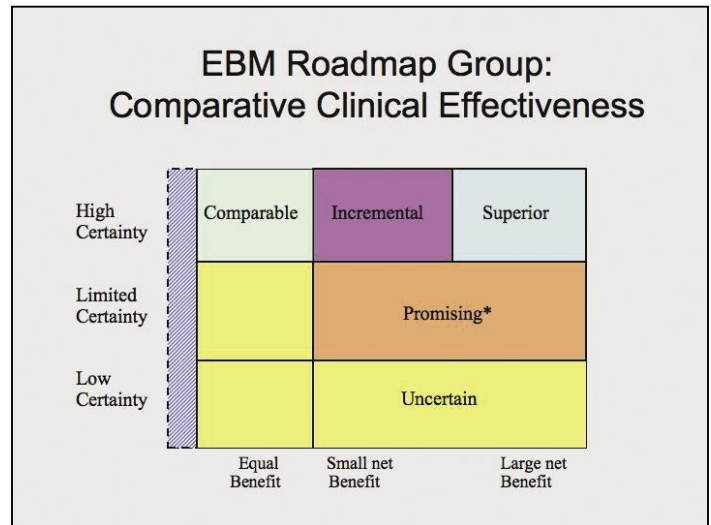 EBM Roadmap Group:
Comparative Clinical Effectiveness
High
Certainty
Comparable
Incremental
Superior
Limited
Certainty
Promising*
Low
Certainty
Uncertain
Equal
Benefit
Small net
Benefit
Large net
Benefit